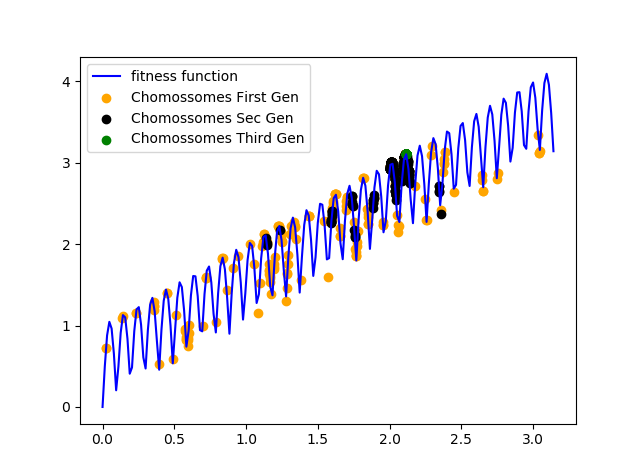 fitness function
Chomossomes First Gen
Chomossomes Sec Gen
Chomossomes Third Gen
4
3
2
1
0
0.0 0.5 1.0 1.5 2.0 2.5 3.0